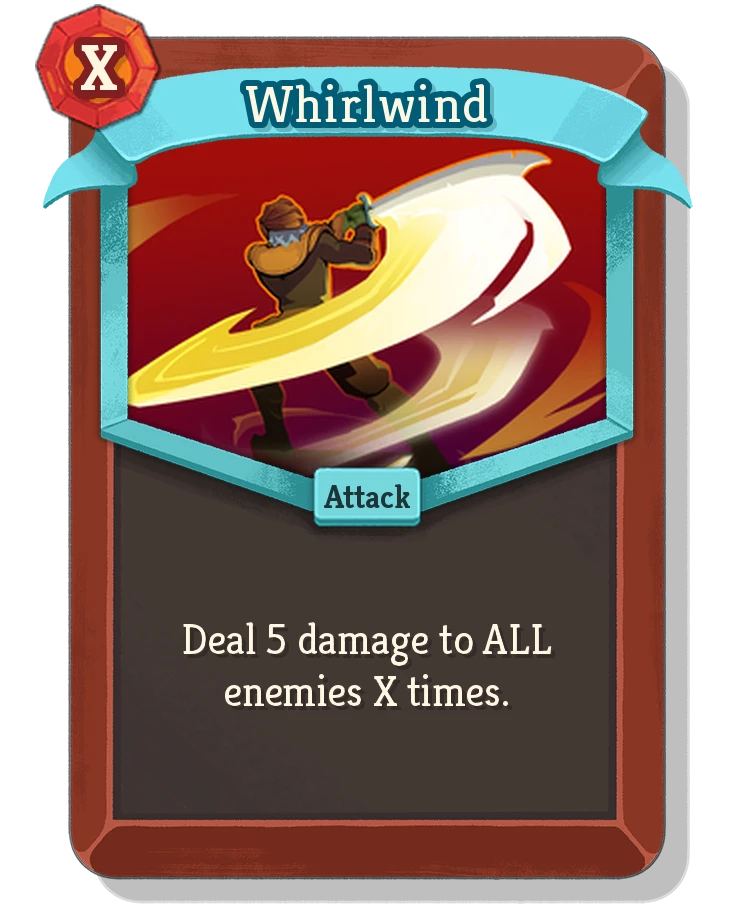 X
Whirlwind
Attack
Deal 5 damage to ALL
enemies X times.